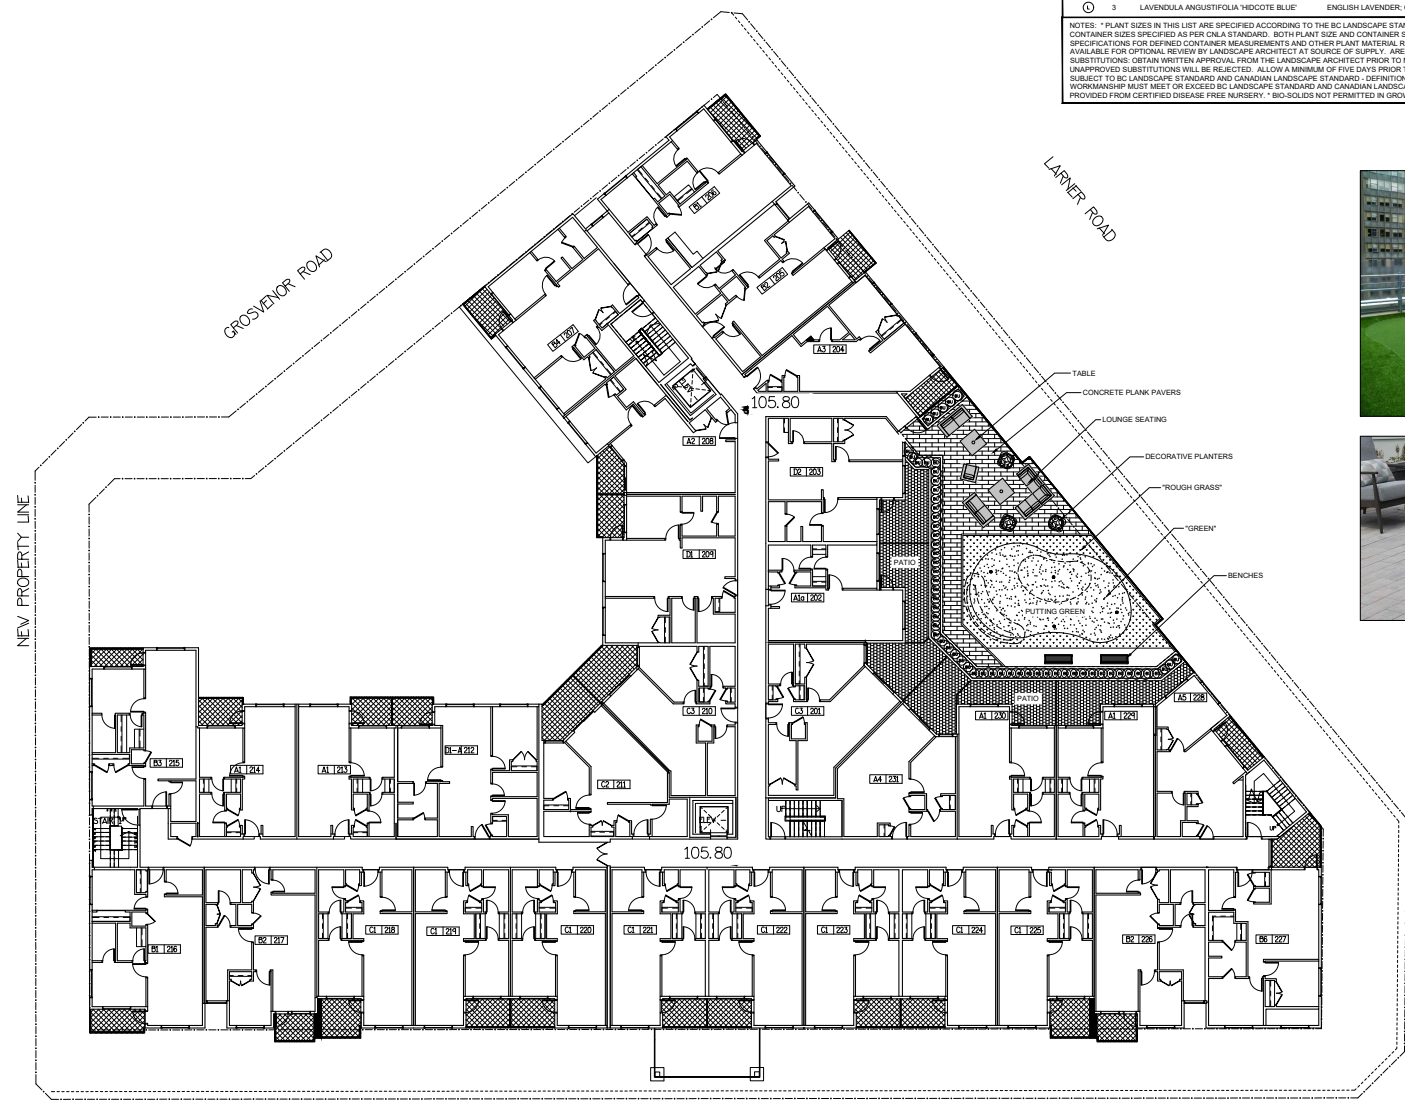 L 3 LAVENDULA ANGUSTIFOLIA 'HIDCOTE BLUE' ENGLISH LAVENDER;
NOTES: * PLANT SIZES IN THIS LIST ARE SPECIFIED ACCORDING TO THE BC LANDSCAPE
CONTAINER SIZES SPECIFIED AS PER CNLA STANDARD. BOTH PLANT SIZE AND CONTAINER
SPECIFICATIONS FOR DEFINED CONTAINER MEASUREMENTS AND OTHER PLANT MATERIAL
AVAILABLE FOR OPTIONAL REVIEW BY LANDSCAPE ARCHITECT AT SOURCE OF SUPPLY. ARE
SUBSTITUTIONS: OBTAIN WRITTEN APPROVAL FROM THE LANDSCAPE ARCHITECT PRIOR TO
UNAPPROVED SUBSTITUTIONS WILL BE REJECTED. ALLOW A MINIMUM OF FIVE DAYS PRIOR
SUBJECT TO BC LANDSCAPE STANDARD AND CANADIAN LANDSCAPE STANDARD - DEFINITION
WORKMANSHIP MUST MEET OR EXCEED BC LANDSCAPE STANDARD AND CANADIAN
PROVIDED FROM CERTIFIED DISEASE FREE NURSERY. * BIO-SOLIDS NOT PERMITTED IN
LARNER ROAD
GROSVENOR ROAD
NEW PROPERTY LINE
B1 206
B2 205
B4 207
A3 204
ELEV
105.80
A2 208
D2 203
D1 209
A1a 202
TABLE
CONCRETE PLANK PAVERS
LOUNGE SEATING
DECORATIVE PLANTERS
"ROUGH GRASS"
"GREEN"
BENCHES
PATIO
PUTTING GREEN
PATIO
C3 210
C3 201
A1 230
A1 229
A5 228
B3 215
A1 214
A1 213
D1-A 212
C2 211
A4 231
STAIR
ELEV
UP
UP
105.80
B1 216
B2 217
C1 218
C1 219
C1 220
C1 221
C1 222
C1 223
C1 224
C1 225
B2 226
B6 227